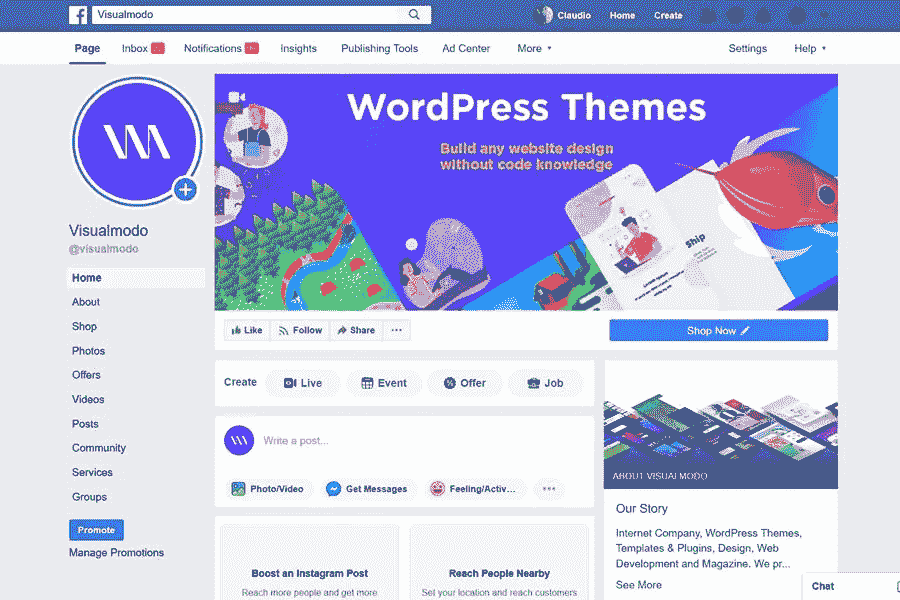 Visualmodo
Claudio Home Create
Page Inbox Notifications Insights Publishing Tools Ad Center More Settings Help
WordPress Themes
Build any website design
without code knowledge
ship
Visualmodo
@visualmodo
Home
About
Shop
Photos
Offers
Videos
Posts
Community
Services
Groups
Promote
Manage Promotions
Like Follow Share ...
Shop Now
Create Live Event Offer Job
Write a post...
Photo/Video Get Messages Feeling/Activ... ...
Boost an Instagram Post
Reach more people and get more
Reach People Nearby
Set your location and reach customers
ABOUT VISUALMODO
Our Story
Internet Company, WordPress Themes,
Templates & Plugins, Design, Web
Development and Magazine. We pr...
See More
Chat